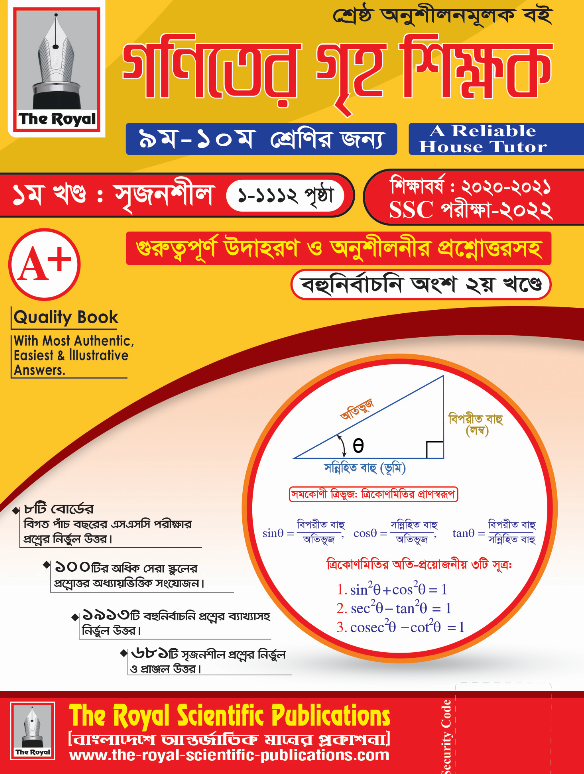 শ্রেষ্ঠ অনুশীলনমূলক বই
The Royal
গণিতের গৃহ শিক্ষক
৯ম-১০ম শ্রেণির জন্য
A Reliable
House Tutor
১ম খণ্ড : সৃজনশীল
১-১১১২ পৃষ্ঠা
শিক্ষাবর্ষ : ২০২০-২০২১
SSC পরীক্ষা-২০২২
A+
গুরুত্বপূর্ণ উদাহরণ ও অনুশীলনীর প্রশ্নোত্তরসহ
বহুনির্বাচনি অংশ ২য় খণ্ডে
Quality Book
With Most Authentic,
Easiest & Illustrative
Answers.
অতিভুজ
বিপরীত বাহু
(লম্ব)
θ
সন্নিহিত বাহু (ভূমি)
সমকোণী ত্রিভুজ: ত্রিকোণমিতির প্রাণস্বরূপ
sinθ = বিপরীত বাহু/অতিভুজ, cosθ = সন্নিহিত বাহু/অতিভুজ, tanθ = বিপরীত বাহু/সন্নিহিত বাহু
ত্রিকোণমিতির অতি-প্রয়োজনীয় ৩টি সূত্র:
1. sin²θ+cos²θ = 1
2. sec²θ−tan²θ = 1
3. cosec²θ −cot²θ =1
৮টি বোর্ডের
বিগত পাঁচ বছরের এসএসসি পরীক্ষার
প্রশ্নের নির্ভুল উত্তর।
১০০টির অধিক সেরা স্কুলের
প্রশ্নোত্তর অধ্যায়ভিত্তিক সংযোজন।
১৯১৩টি বহুনির্বাচনি প্রশ্নের ব্যাখ্যাসহ
নির্ভুল উত্তর।
৬৮১টি সৃজনশীল প্রশ্নের নির্ভুল
ও প্রাঞ্জল উত্তর।
The Royal
The Royal Scientific Publications
[বাংলাদেশে আন্তর্জাতিক মানের প্রকাশনা]
www.the-royal-scientific-publications.com
Security Code